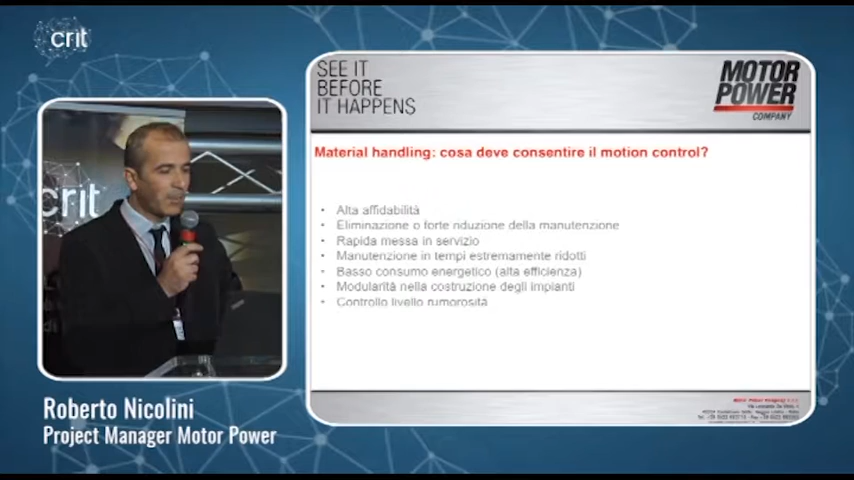 crit
SEE IT
BEFORE
IT HAPPENS
MOTOR
POWER
COMPANY
Material handling: cosa deve consentire il motion control?
• Alta affidabilità
• Eliminazione o forte riduzione della manutenzione
• Rapida messa in servizio
• Manutenzione in tempi estremamente ridotti
• Basso consumo energetico (alta efficienza)
• Modularità nella costruzione degli impianti
• Controllo livello rumorosità
crit
Roberto Nicolini
Project Manager Motor Power